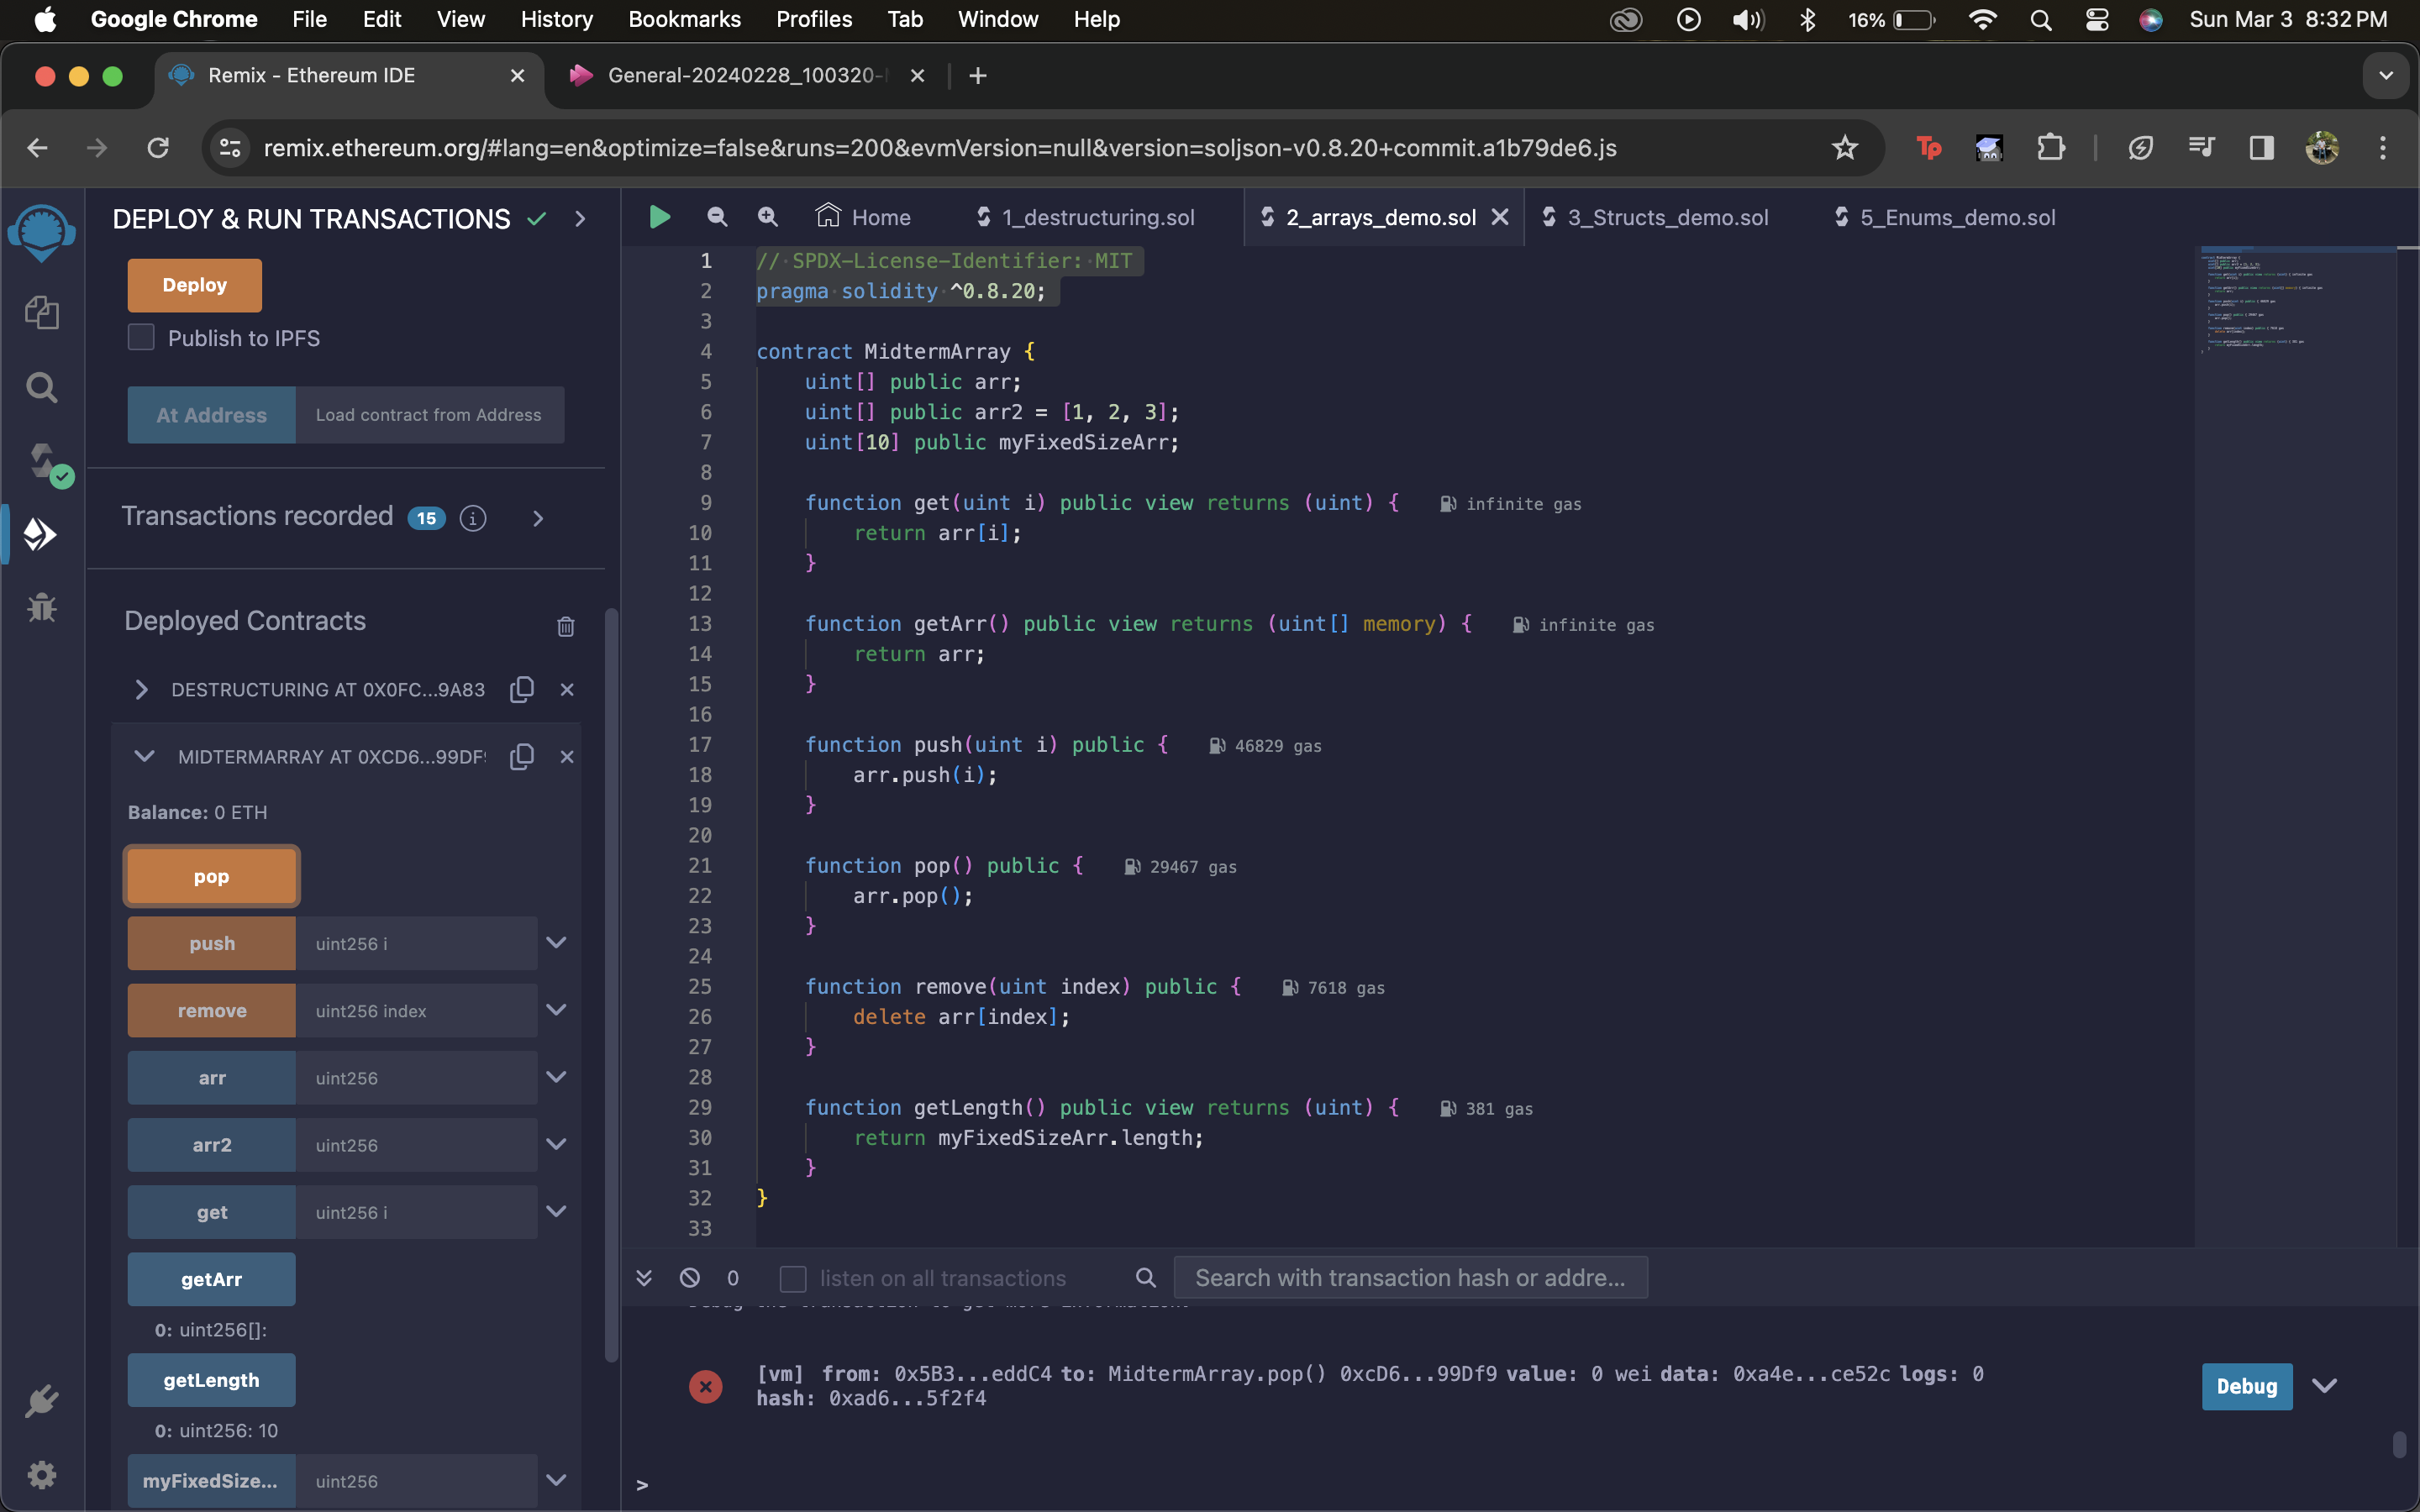 Google Chrome File Edit View History Bookmarks Profiles Tab Window Help 16% Sun Mar 3 8:32 PM
Remix - Ethereum IDE General-20240228_100320-
remix.ethereum.org/#lang=en&optimize=false&runs=200&evmVersion=null&version=soljson-v0.8.20+commit.a1b79de6.js
DEPLOY & RUN TRANSACTIONS
Deploy
Publish to IPFS
At Address Load contract from Address
Transactions recorded 15 i
Deployed Contracts
DESTRUCTURING AT 0X0FC...9A83
MIDTERMARRAY AT 0XCD6...99DF
Balance: 0 ETH
pop
push uint256 i
remove uint256 index
arr uint256
arr2 uint256
get uint256 i
getArr
0: uint256[]:
getLength
0: uint256: 10
myFixedSize... uint256
Home 1_destructuring.sol 2_arrays_demo.sol 3_Structs_demo.sol 5_Enums_demo.sol
1 // SPDX-License-Identifier: MIT
2 pragma solidity ^0.8.20;
3
4 contract MidtermArray {
5 uint[] public arr;
6 uint[] public arr2 = [1, 2, 3];
7 uint[10] public myFixedSizeArr;
8
9 function get(uint i) public view returns (uint) { infinite gas
10 return arr[i];
11 }
12
13 function getArr() public view returns (uint[] memory) { infinite gas
14 return arr;
15 }
16
17 function push(uint i) public { 46829 gas
18 arr.push(i);
19 }
20
21 function pop() public { 29467 gas
22 arr.pop();
23 }
24
25 function remove(uint index) public { 7618 gas
26 delete arr[index];
27 }
28
29 function getLength() public view returns (uint) { 381 gas
30 return myFixedSizeArr.length;
31 }
32 }
33
0 listen on all transactions Search with transaction hash or addre...
Debug the transaction to get more information.
[vm] from: 0x5B3...eddC4 to: MidtermArray.pop() 0xcD6...99Df9 value: 0 wei data: 0xa4e...ce52c logs: 0
hash: 0xad6...5f2f4
Debug
>